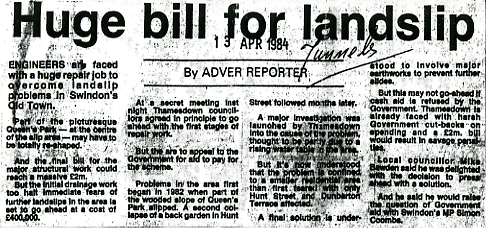 Huge bill for landslip
13 APR 1984
Tunnels
By ADVER REPORTER
ENGINEERS are faced
with a huge repair job to
overcome landslip
problems in Swindon's
Old Town.
Part of the picturesque
Queen's Park — at the centre
of the slip area — may have to
be totally re-shaped.
And the final bill for the
major structural work could
reach a massive £2m.
But the initial drainage work
too halt immediate fears of
further landslides in the area is
set to go ahead at a cost of
£400,000.
At a secret meeting last
night Thamesdown council-
lors agreed in principle to go
ahead with the first stages of
repair work.
But the are to appeal to the
Government for aid to pay for
the scheme.
Problems in the area first
began in 1982 when part of
the wooded slope of Queen's
Park slipped. A second col-
lapse of a back garden in Hunt
Street followed months later.
A major investigation was
launched by Thamesdown
into the cause of the problem,
thought to be partly due to a
rising water table at the time.
But it's now understood
that the problem is confined
to a smaller residential area
than first feared with only
Hunt Street and Dunbarton
Terrace affected.
A final solution is under-
stood to involve major
earthworks to prevent further
slides.
But this may not go-ahead if
cash aid is refused by the
Government. Thamesdown is
already faced with harsh
Government cut-backs on
spending and a £2m. bill
would result in savage penal-
ties.
Local councillor Mike
Bawden said he was delighted
with the decision to press
ahead with a solution.
And he said he would raise
the question of Government
aid with Swindon's MP Simon
Coombs.